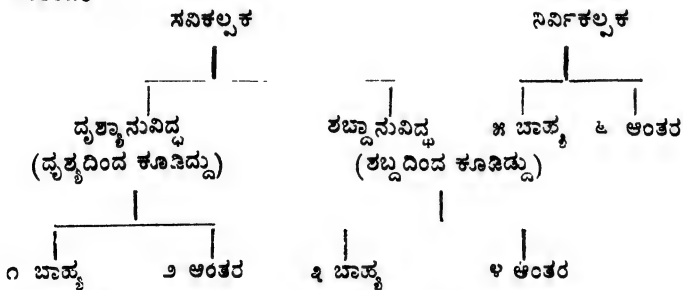 ಸವಿಕಲ್ಪಕ ನಿರ್ವಿಕಲ್ಪಕ
ದೃಶ್ಯಾನುವಿದ್ಧ ಶಬ್ದಾನುವಿದ್ಧ ೫ ಬಾಹ್ಯ ೬ ಆಂತರ
(ದೃಶ್ಯದಿಂದ ಕೂಡಿದ್ದು) (ಶಬ್ದದಿಂದ ಕೂಡಿದ್ದು)
೧ ಬಾಹ್ಯ ೨ ಆಂತರ ೩ ಬಾಹ್ಯ ೪ ಆಂತರ